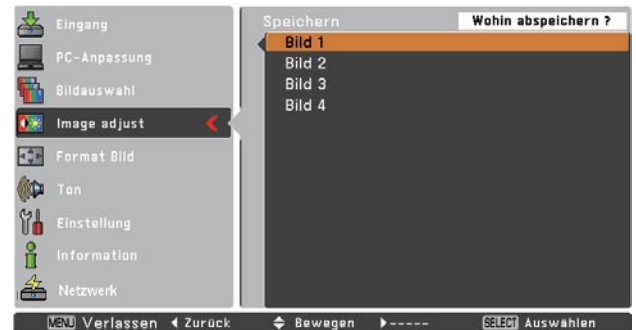 Eingang
PC-Anpassung
Bildauswahl
Image adjust
Format Bild
Ton
Einstellung
Information
Netzwerk
Speichern
Wohin abspeichern ?
Bild 1
Bild 2
Bild 3
Bild 4
MENU Verlassen Zurück Bewegen ----- SELECT Auswählen